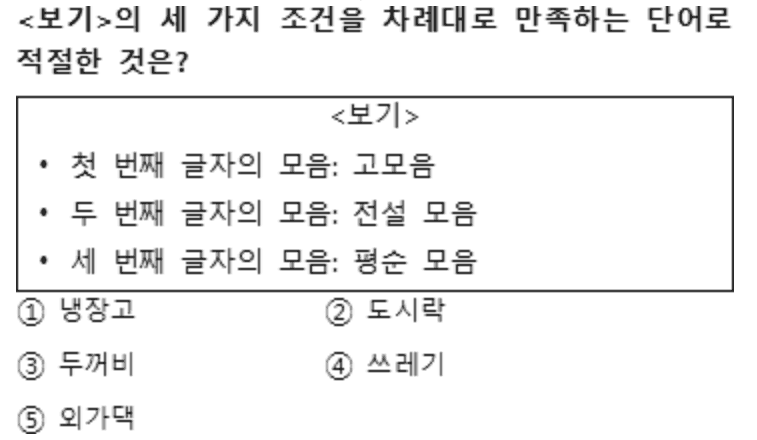 <보기>의 세 가지 조건을 차례대로 만족하는 단어로
적절한 것은?
<보기>
• 첫 번째 글자의 모음: 고모음
• 두 번째 글자의 모음: 전설 모음
• 세 번째 글자의 모음: 평순 모음
① 냉장고 ② 도시락
③ 두꺼비 ④ 쓰레기
⑤ 외가댁